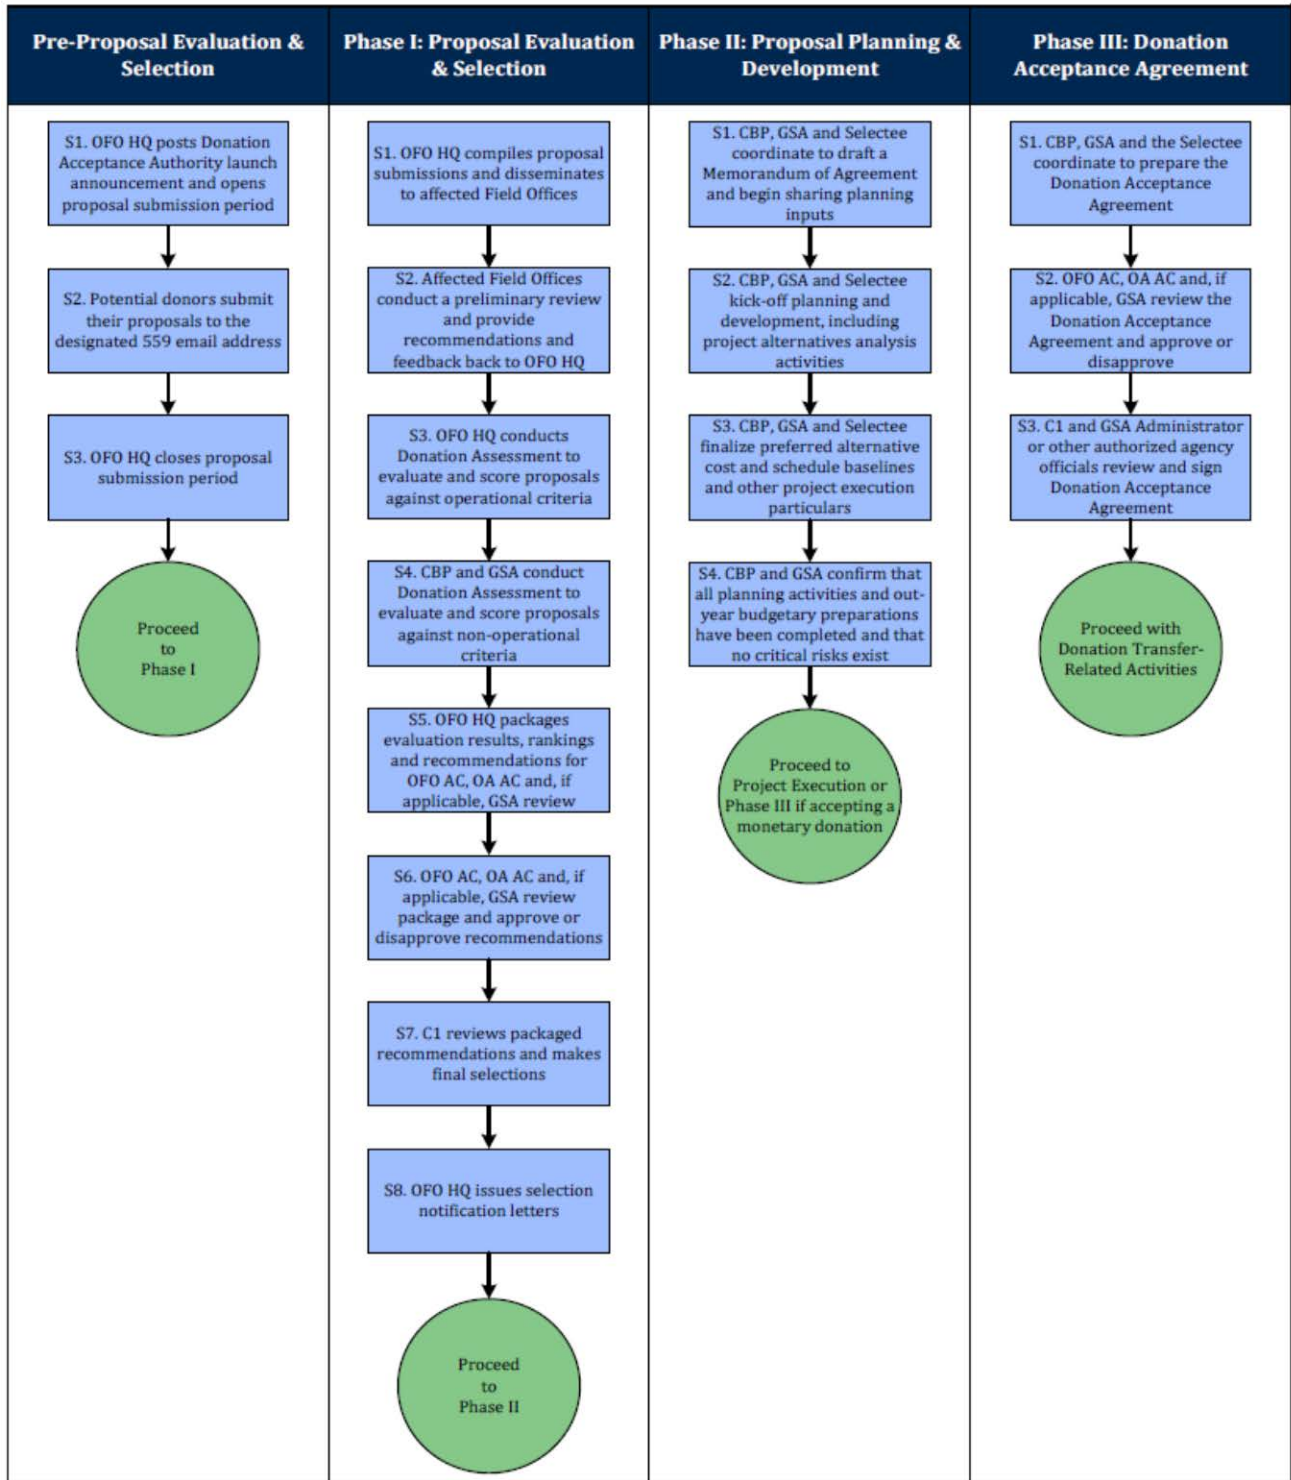 Pre-Proposal Evaluation &
Selection
S1. OFO HQ posts Donation
Acceptance Authority launch
announcement and opens
proposal submission period
S2. Potential donors submit
their proposals to the
designated 559 email address
S3. OFO HQ closes proposal
submission period
Proceed
to
Phase I
Phase I: Proposal Evaluation
& Selection
S1. OFO HQ compiles proposal
submissions and disseminates
to affected Field Offices
S2. Affected Field Offices
conduct a preliminary review
and provide
recommendations and
feedback back to OFO HQ
S3. OFO HQ conducts
Donation Assessment to
evaluate and score proposals
against operational criteria
S4. CBP and GSA conduct
Donation Assessment to
evaluate and score proposals
against non-operational
criteria
S5. OFO HQ packages
evaluation results, rankings
and recommendations for
OFO AC, OA AC and, if
applicable, GSA review
S6. OFO AC, OA AC and, if
applicable, GSA review
package and approve or
disapprove recommendations
S7. C1 reviews packaged
recommendations and makes
final selections
S8. OFO HQ issues selection
notification letters
Proceed
to
Phase II
Phase II: Proposal Planning &
Development
S1. CBP, GSA and Selectee
coordinate to draft a
Memorandum of Agreement
and begin sharing planning
inputs
S2. CBP, GSA and Selectee
kick-off planning and
development, including
project alternatives analysis
activities
S3. CBP, GSA and Selectee
finalize preferred alternative
cost and schedule baselines
and other project execution
particulars
S4. CBP and GSA confirm that
all planning activities and out-
year budgetary preparations
have been completed and that
no critical risks exist
Proceed to
Project Execution or
Phase III if accepting a
monetary donation
Phase III: Donation
Acceptance Agreement
S1. CBP, GSA and the Selectee
coordinate to prepare the
Donation Acceptance
Agreement
S2. OFO AC, OA AC and, if
applicable, GSA review the
Donation Acceptance
Agreement and approve or
disapprove
S3. C1 and GSA Administrator
or other authorized agency
officials review and sign
Donation Acceptance
Agreement
Proceed with
Donation Transfer-
Related Activities